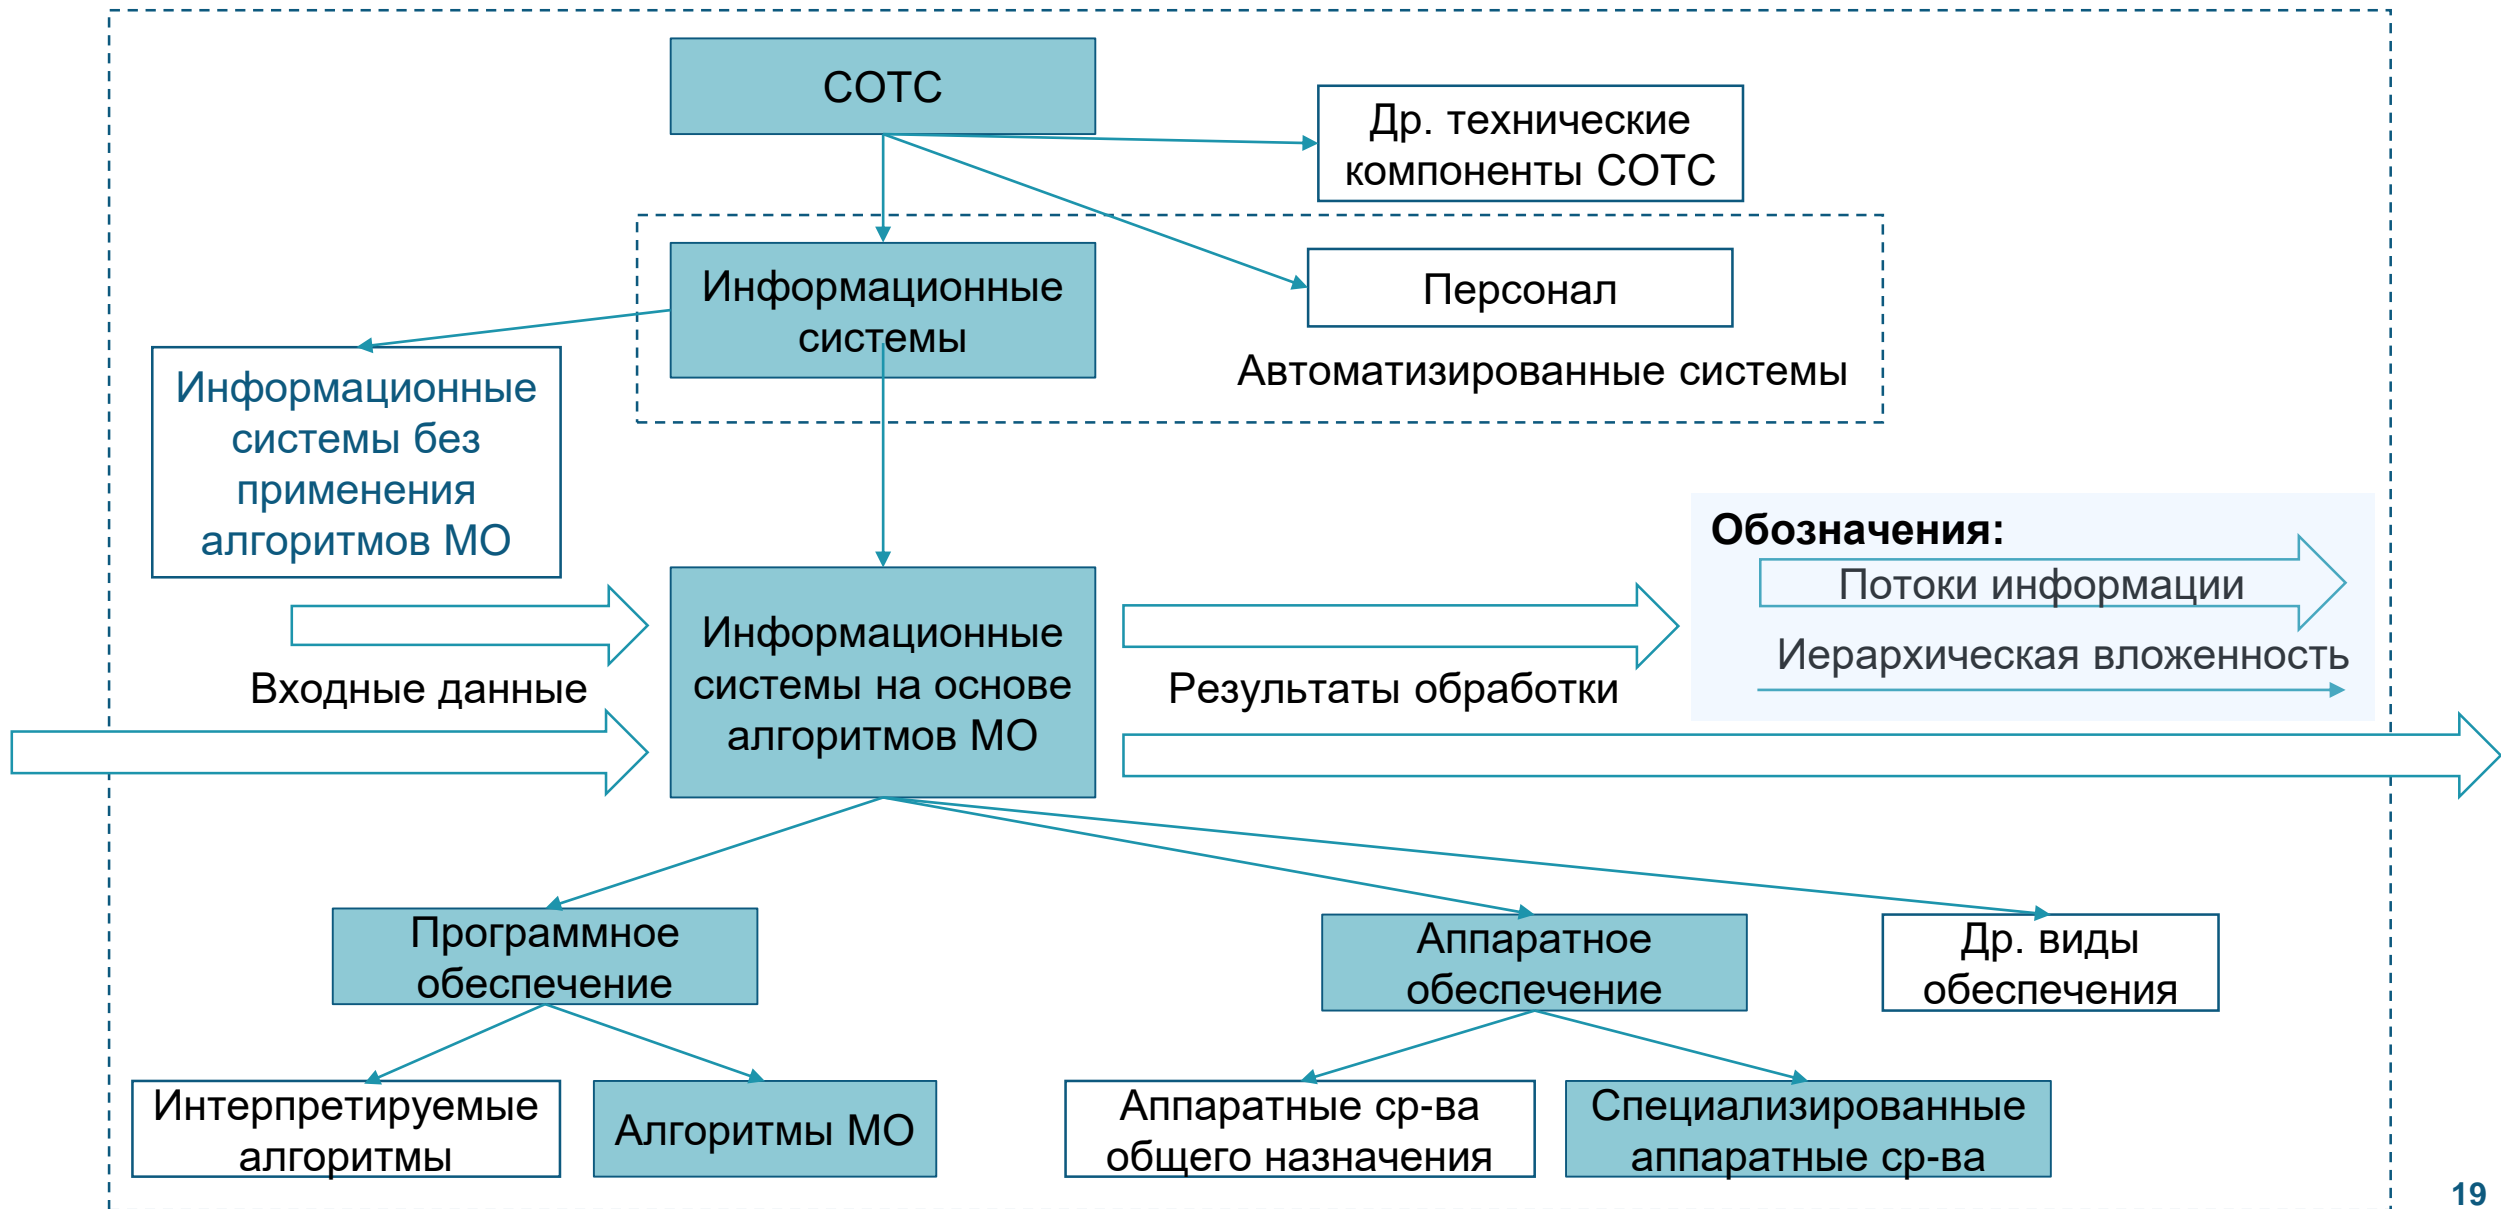 СОТС
Др. технические
компоненты СОТС
Информационные
системы
Персонал
Автоматизированные системы
Информационные
системы без
применения
алгоритмов МО
Обозначения:
Потоки информации
Иерархическая вложенность
Входные данные
Информационные
системы на основе
алгоритмов МО
Результаты обработки
Программное
обеспечение
Аппаратное
обеспечение
Др. виды
обеспечения
Интерпретируемые
алгоритмы
Алгоритмы МО
Аппаратные ср-ва
общего назначения
Специализированные
аппаратные ср-ва
19